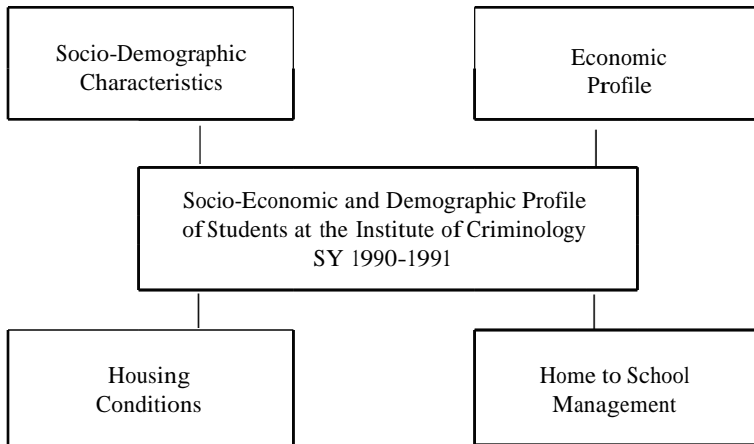 Socio-Demographic
Characteristics
Economic
Profile
Socio-Economic and Demographic Profile
of Students at the Institute of Criminology
SY 1990-1991
Housing
Conditions
Home to School
Management